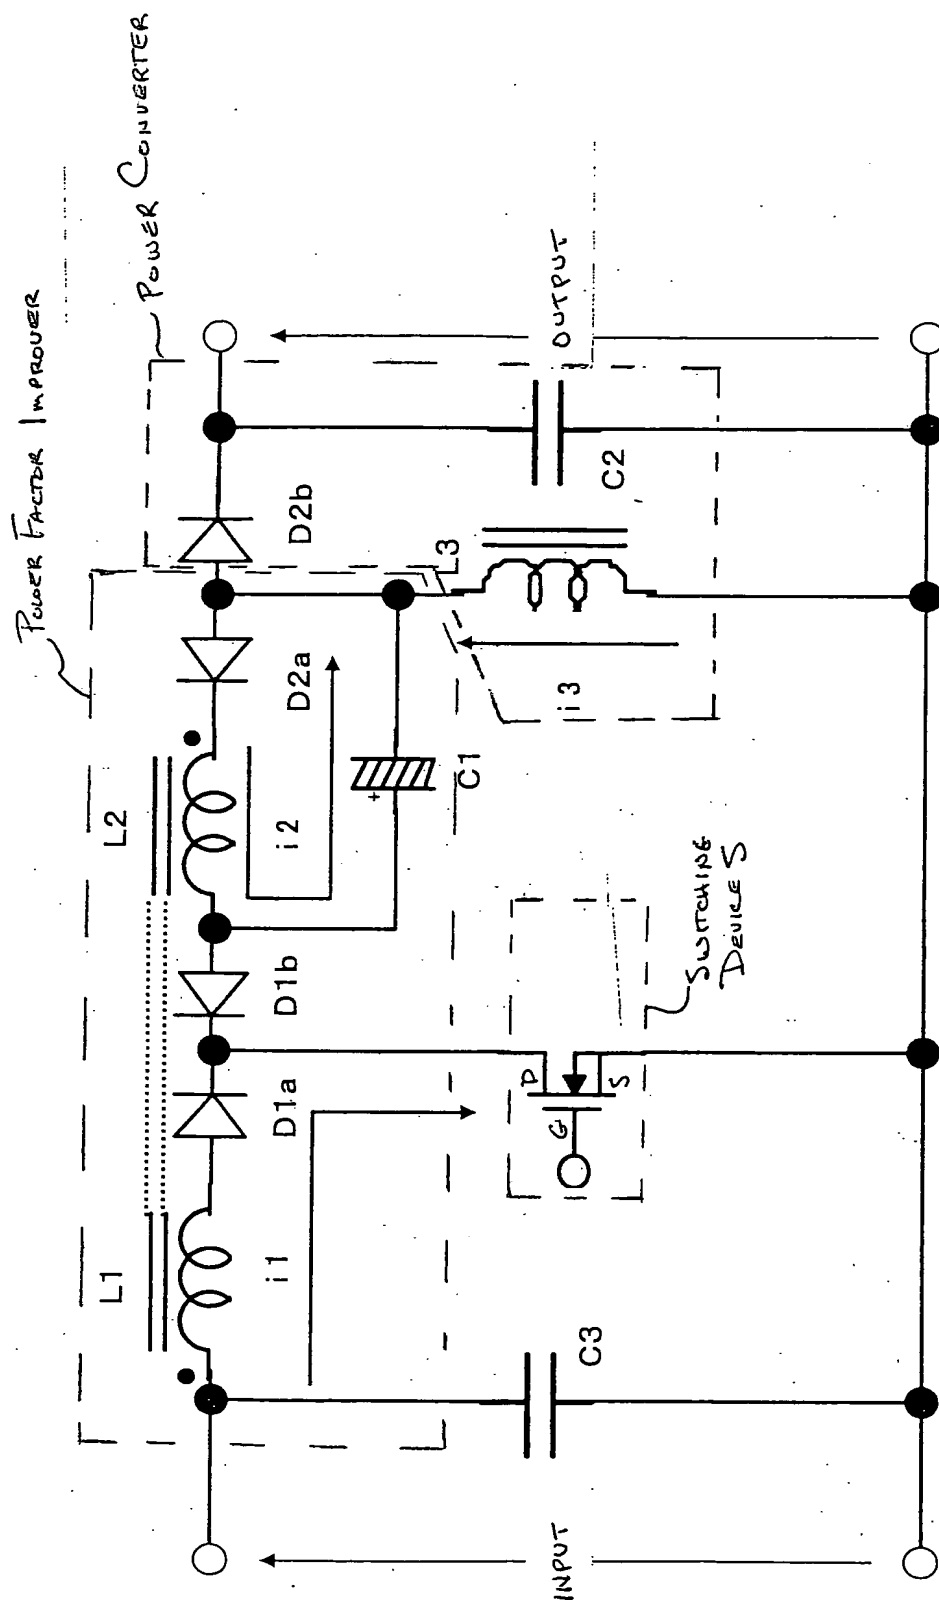 POWER FACTOR IMPROVER
POWER CONVERTER
L1
L2
D1a
D1b
D2a
D2b
i1
i2
C1
L3
i3
C3
C2
D
G
S
SWITCHING
DEVICE S
INPUT
OUTPUT
+